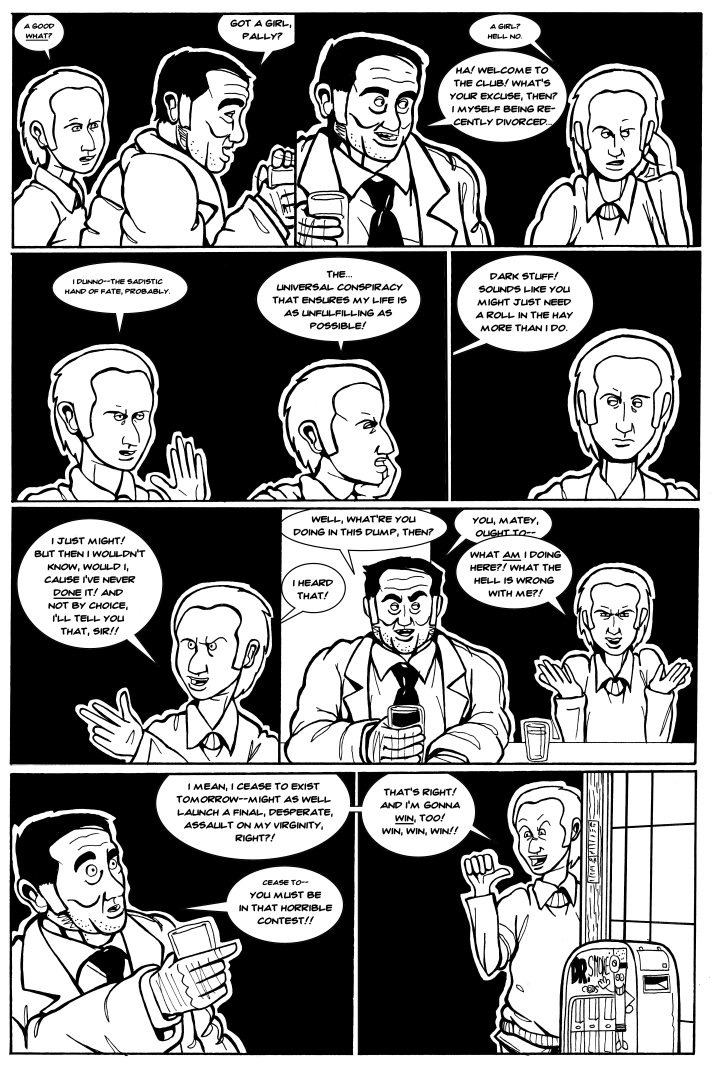 A GOOD
WHAT?
GOT A GIRL,
PALLY?
A GIRL?
HELL NO.
HA! WELCOME TO
THE CLUB! WHAT'S
YOUR EXCUSE, THEN?
I MYSELF BEING RE-
CENTLY DIVORCED...
I DUNNO--THE SADISTIC
HAND OF FATE, PROBABLY.
THE...
UNIVERSAL CONSPIRACY
THAT ENSURES MY LIFE IS
AS UNFULFILLING AS
POSSIBLE!
DARK STUFF!
SOUNDS LIKE YOU
MIGHT JUST NEED
A ROLL IN THE HAY
MORE THAN I DO.
I JUST MIGHT!
BUT THEN I WOULDN'T
KNOW, WOULD I,
CAUSE I'VE NEVER
DONE IT! AND
NOT BY CHOICE,
I'LL TELL YOU
THAT, SIR!!
I HEARD
THAT!
WELL, WHAT'RE YOU
DOING IN THIS DUMP, THEN?
YOU, MATEY,
OUGHT TO--
WHAT AM I DOING
HERE?! WHAT THE
HELL IS WRONG
WITH ME?!
I MEAN, I CEASE TO EXIST
TOMORROW--MIGHT AS WELL
LAUNCH A FINAL, DESPERATE,
ASSAULT ON MY VIRGINITY,
RIGHT?!
CEASE TO--
YOU MUST BE
IN THAT HORRIBLE
CONTEST!!
THAT'S RIGHT!
AND I'M GONNA
WIN, TOO!
WIN, WIN, WIN!!
DR. SMOKE